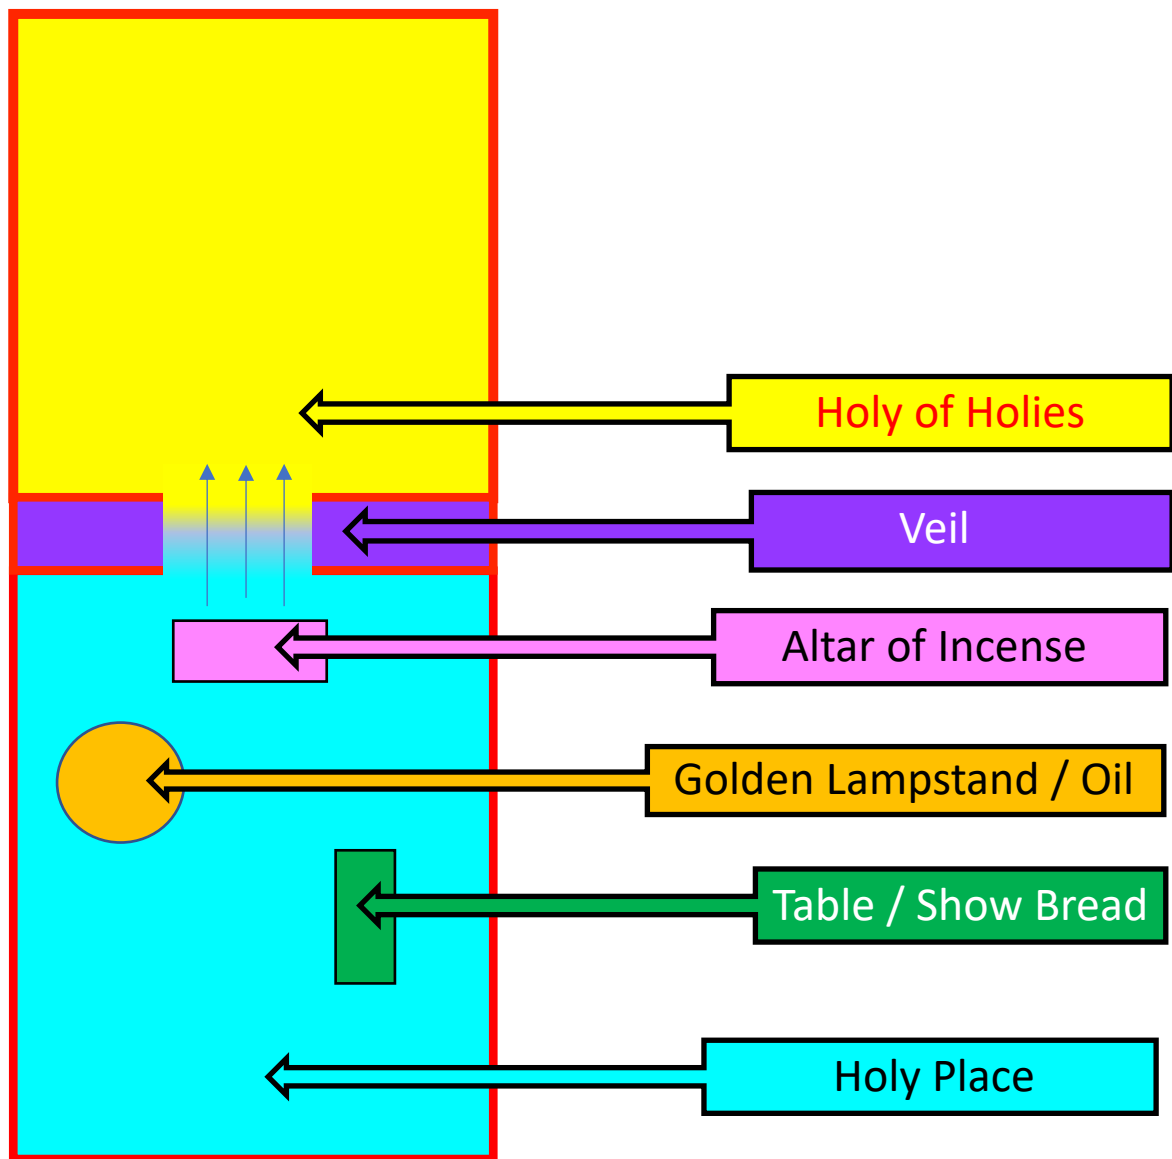 Holy of Holies
Veil
Altar of Incense
Golden Lampstand / Oil
Table / Show Bread
Holy Place